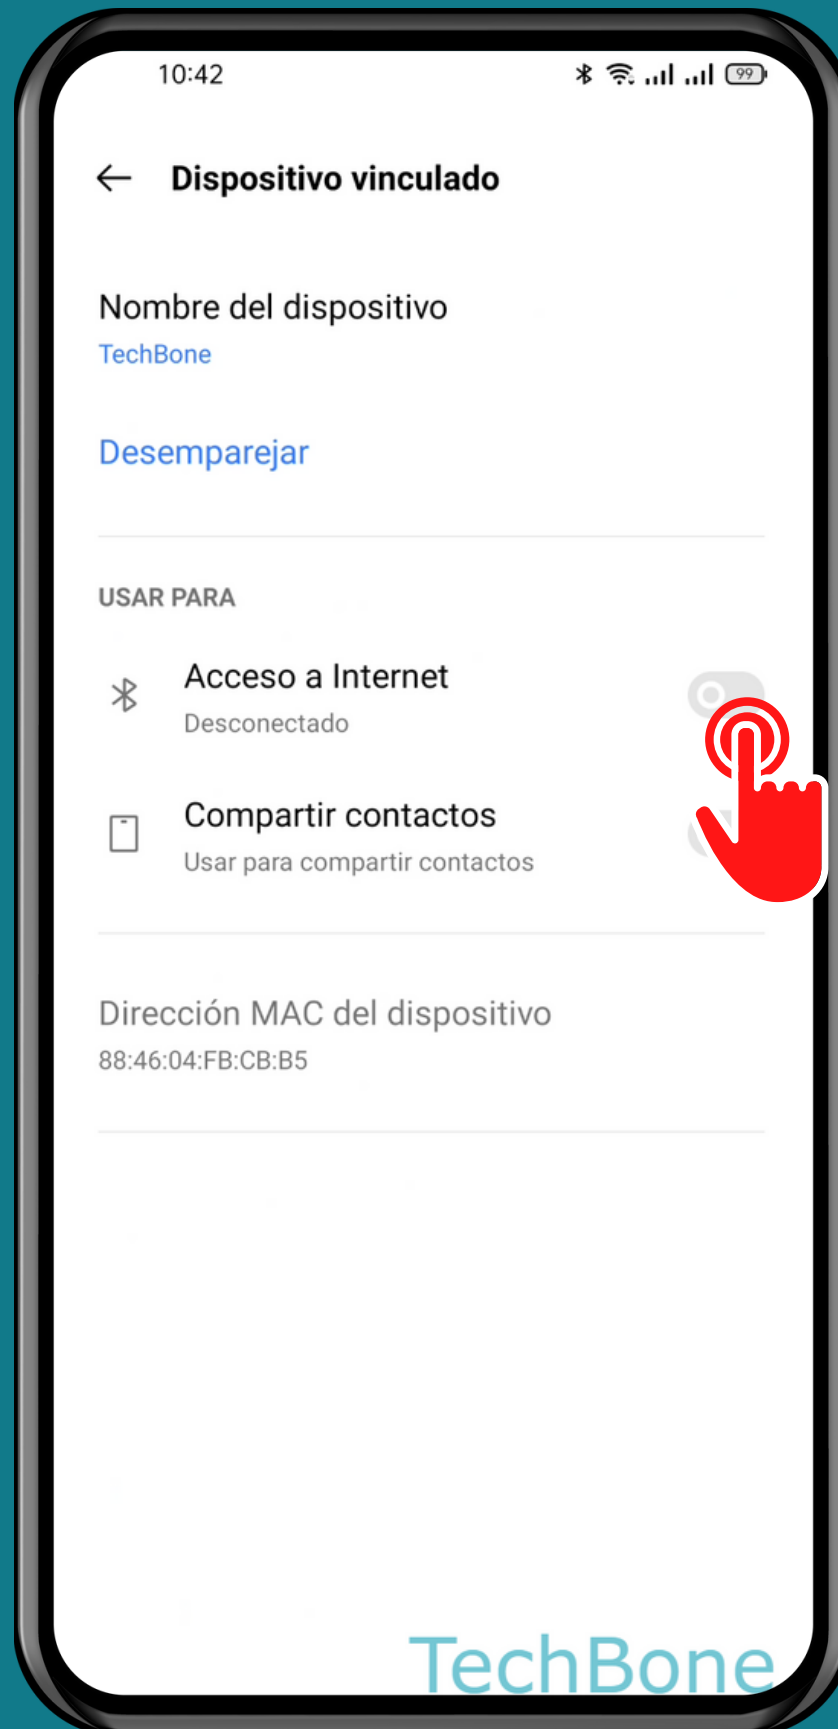 10:42
99
Dispositivo vinculado
Nombre del dispositivo
TechBone
Desemparejar
USAR PARA
Acceso a Internet
Desconectado
Compartir contactos
Usar para compartir contactos
Dirección MAC del dispositivo
88:46:04:FB:CB:B5
TechBone